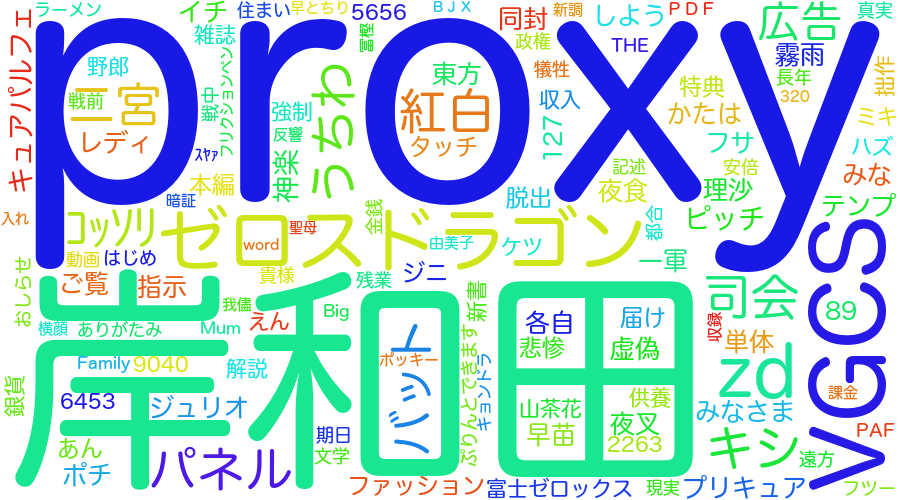 ラーメン
イチ
住まい
早とちり
5656
ＢＪＸ
同封
新調
しよう
ＰＤＦ
広告
真実
キュアパルフェ
proxy
雑誌
冨樫
政権
THE
霧雨
野郎
戦中
フリクションペン
うちわ
東方
犠牲
特典
長年
320
拙作
戦前
二宮
強制
紅白
収入
かたは
ミキ
レディ
反響
タッチ
127
フサ
ハズ
ｽﾔｧ
神楽
記述
安倍
みな
本編
脱出
夜食
理沙
暗証
金銭
都合
ピッチ
テンプ
入れ
コッソリ
ゼロスドラゴン
聖母
word
由美子
ケツ
一軍
VGCS
動画
はじめ
貴様
ジニ
おしらせ
ご覧
指示
残業
新書
司会
岸和田
我儘
Big
バット
各自
届け
収録
89
横顔
ありがたみ
Mum
えん
ポッキー
ぷりんとできます
悲惨
虚偽
単体
Family
9040
解説
キョンドラ
zd
課金
銀貨
6453
ジュリオ
山茶花
供養
みなさま
早苗
夜叉
2263
PAF
あん
パネル
期日
文学
キシ
遠方
ポチ
ファッション
富士ゼロックス
現実
プリキュア
フツー